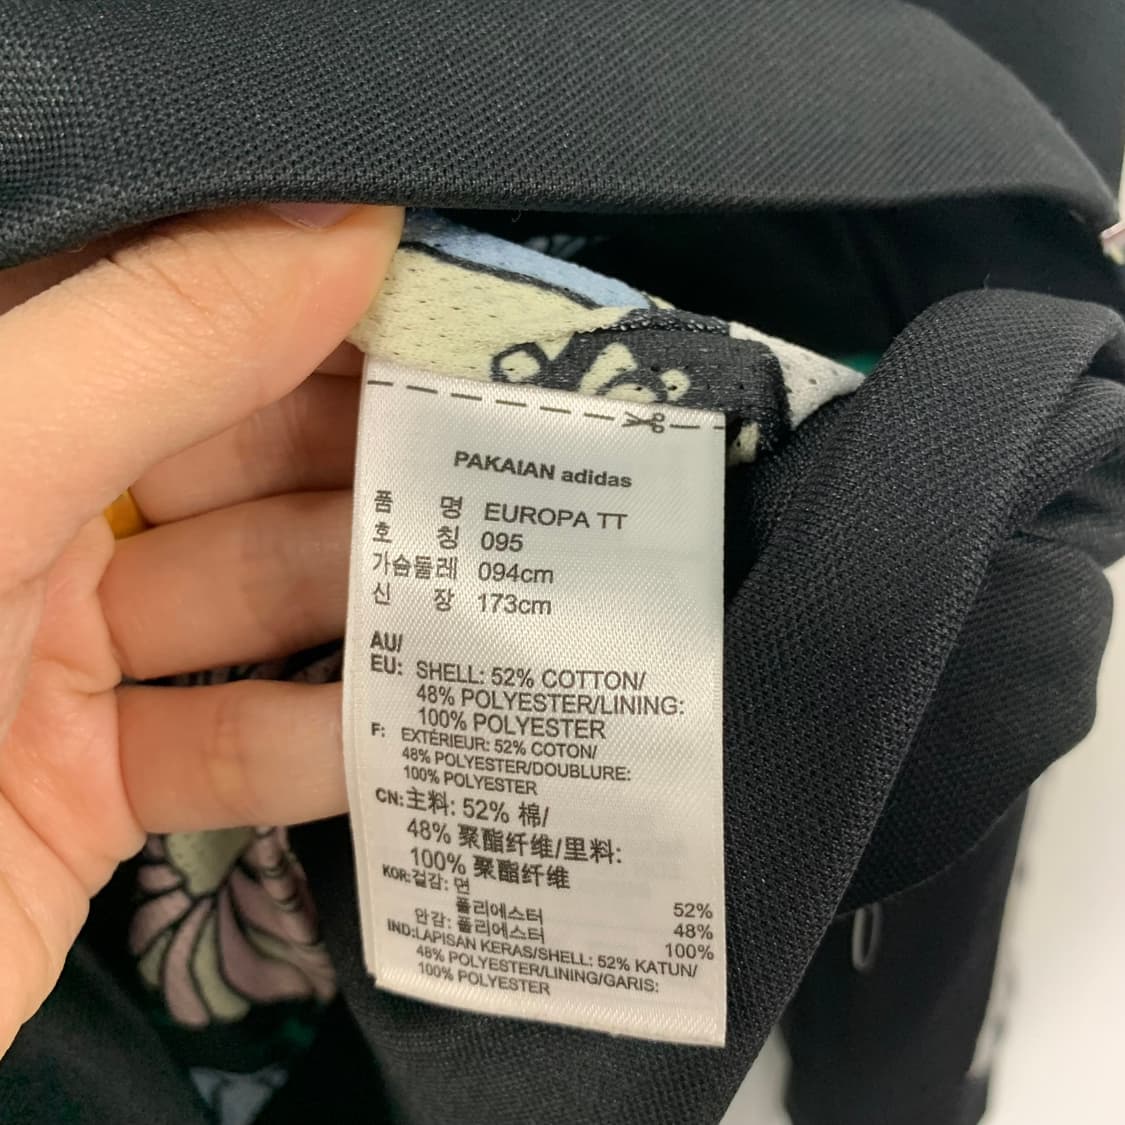 PAKAIAN adidas
품 명 EUROPA TT
호 칭 095
가슴둘레 094cm
신 장 173cm
AU/
EU: SHELL: 52% COTTON/
48% POLYESTER/LINING:
100% POLYESTER
F: EXTÉRIEUR: 52% COTON/
48% POLYESTER/DOUBLURE:
100% POLYESTER
CN:主料: 52% 棉/
48% 聚酯纤维/里料:
100% 聚酯纤维
KOR:겉감: 면 52%
폴리에스터 48%
안감: 폴리에스터 100%
IND:LAPISAN KERAS/SHELL: 52% KATUN/
48% POLYESTER/LINING/GARIS:
100% POLYESTER